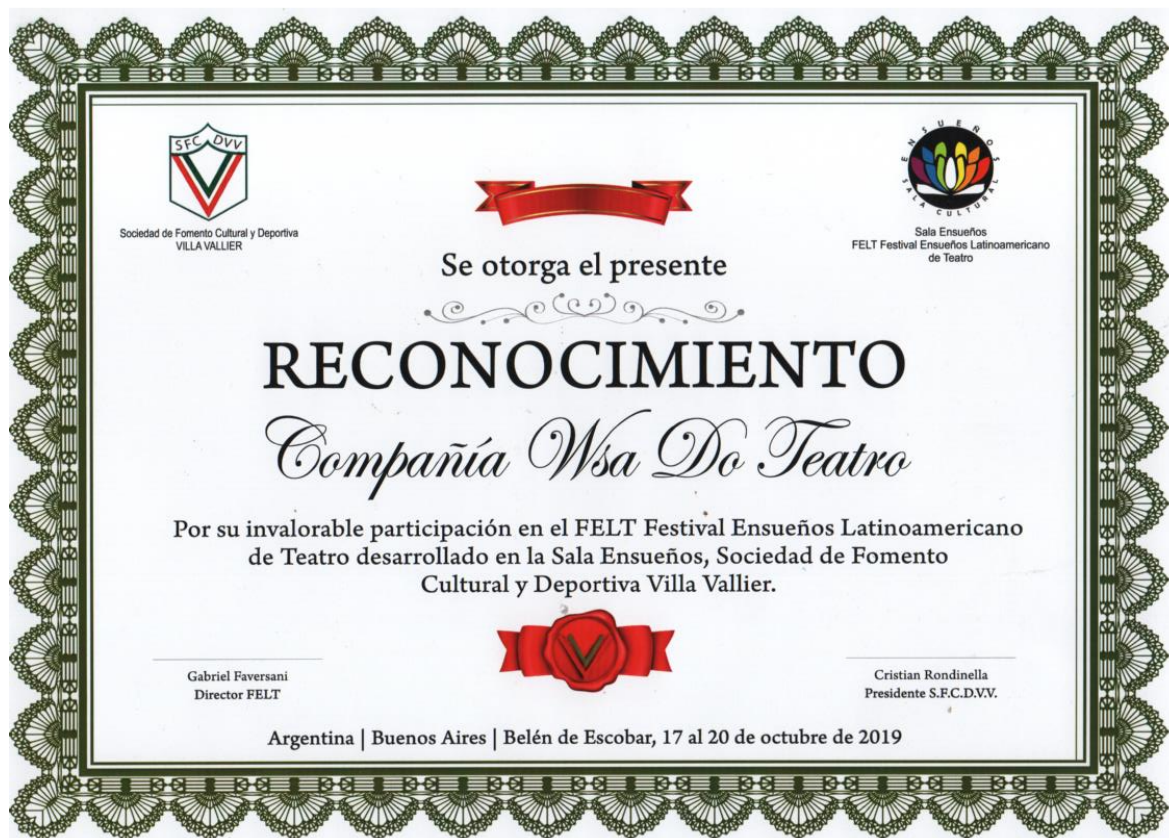 SFC DVV
Sociedad de Fomento Cultural y Deportiva
VILLA VALLIER
ENSUEÑOS
SALA CULTURAL
Sala Ensueños
FELT Festival Ensueños Latinoamericano
de Teatro
Se otorga el presente
RECONOCIMIENTO
Compañía Wsa Do Teatro
Por su invalorable participación en el FELT Festival Ensueños Latinoamericano
de Teatro desarrollado en la Sala Ensueños, Sociedad de Fomento
Cultural y Deportiva Villa Vallier.
V
Gabriel Faversani
Director FELT
Cristian Rondinella
Presidente S.F.C.D.V.V.
Argentina | Buenos Aires | Belén de Escobar, 17 al 20 de octubre de 2019